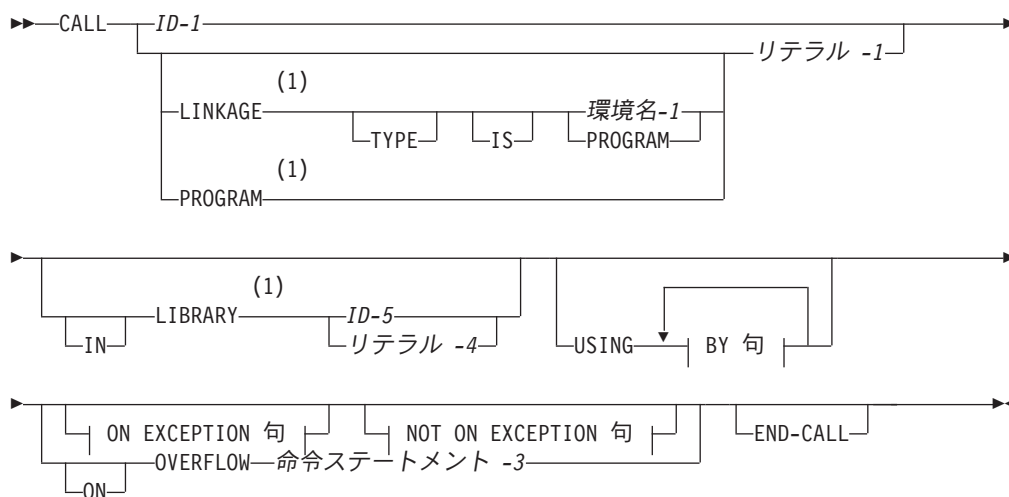 CALL ID-1
リテラル -1
(1)
LINKAGE 環境名-1
TYPE IS PROGRAM
(1)
PROGRAM
(1)
LIBRARY ID-5
IN リテラル -4 USING BY 句
ON EXCEPTION 句 NOT ON EXCEPTION 句 END-CALL
OVERFLOW 命令ステートメント -3
ON